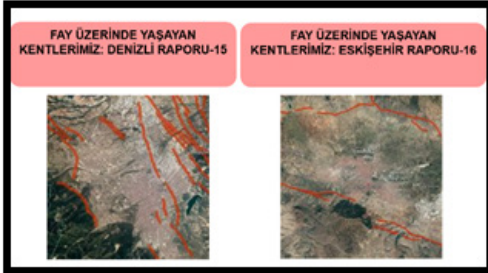 FAY ÜZERİNDE YAŞAYAN
KENTLERİMİZ: DENİZLİ RAPORU-15
FAY ÜZERİNDE YAŞAYAN
KENTLERİMİZ: ESKİŞEHİR RAPORU-16